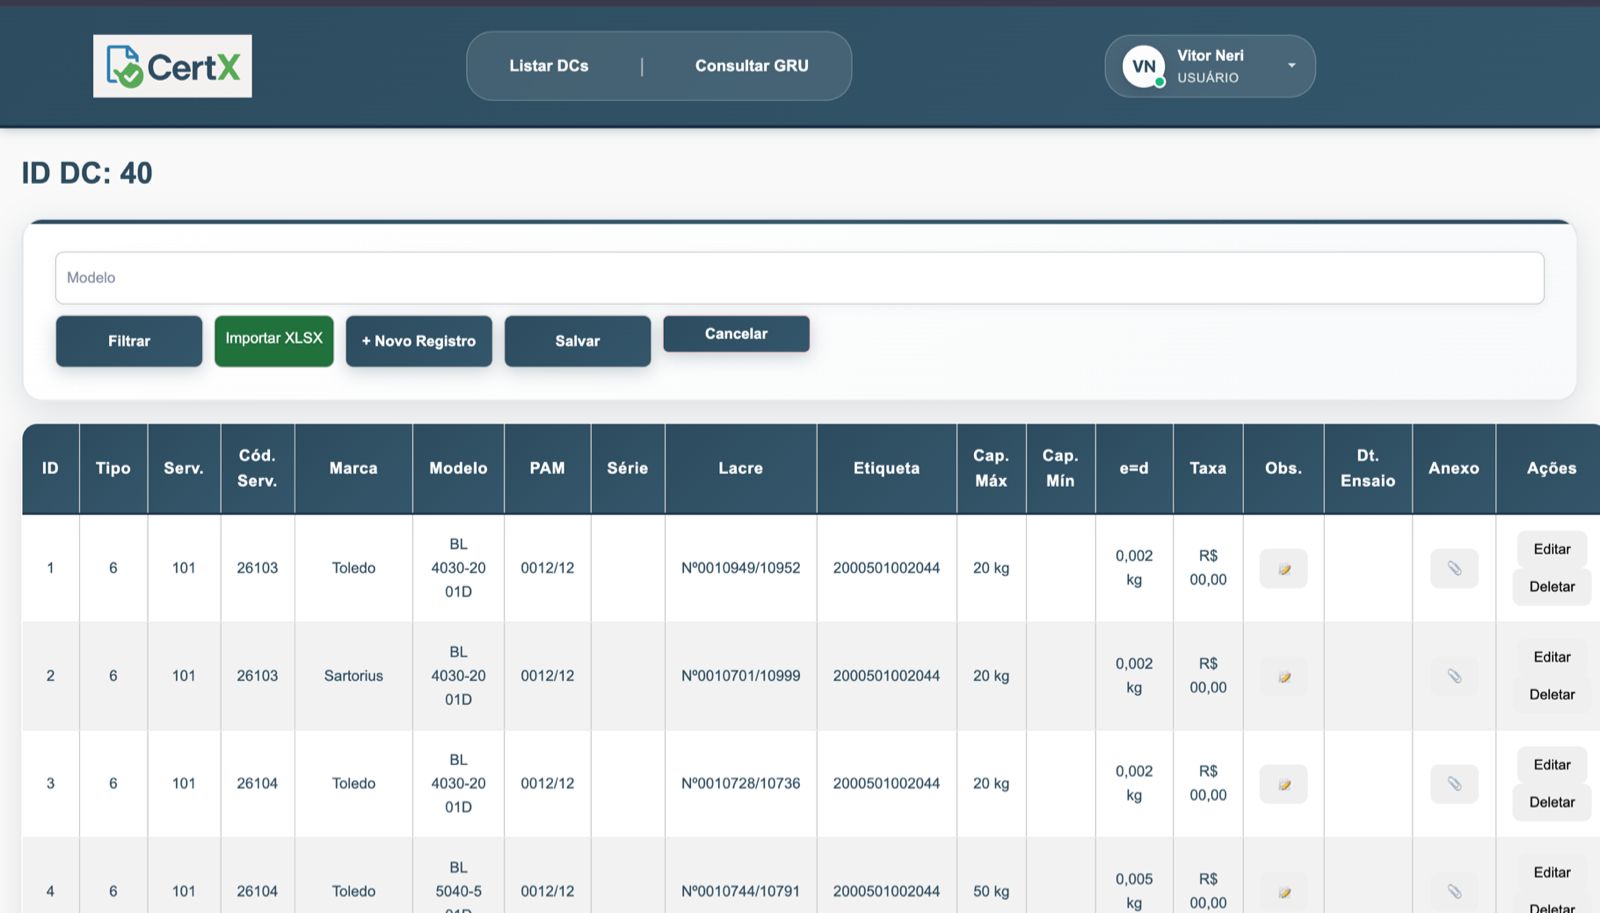 CertX
Listar DCs | Consultar GRU
VN
Vitor Neri
USUÁRIO
ID DC: 40
Modelo
Filtrar
Importar XLSX
+ Novo Registro
Salvar
Cancelar
ID Tipo Serv. Cód. Serv. Marca Modelo PAM Série Lacre Etiqueta Cap. Máx Cap. Mín e=d Taxa Obs. Dt. Ensaio Anexo Ações
1 6 101 26103 Toledo BL 4030-20 01D 0012/12 Nº0010949/10952 2000501002044 20 kg 0,002 kg R$ 00,00 Editar Deletar
2 6 101 26103 Sartorius BL 4030-20 01D 0012/12 Nº0010701/10999 2000501002044 20 kg 0,002 kg R$ 00,00 Editar Deletar
3 6 101 26104 Toledo BL 4030-20 01D 0012/12 Nº0010728/10736 2000501002044 20 kg 0,002 kg R$ 00,00 Editar Deletar
4 6 101 26104 Toledo BL 5040-5 01D 0012/12 Nº0010744/10791 2000501002044 50 kg 0,005 kg R$ 00,00 Editar Deletar